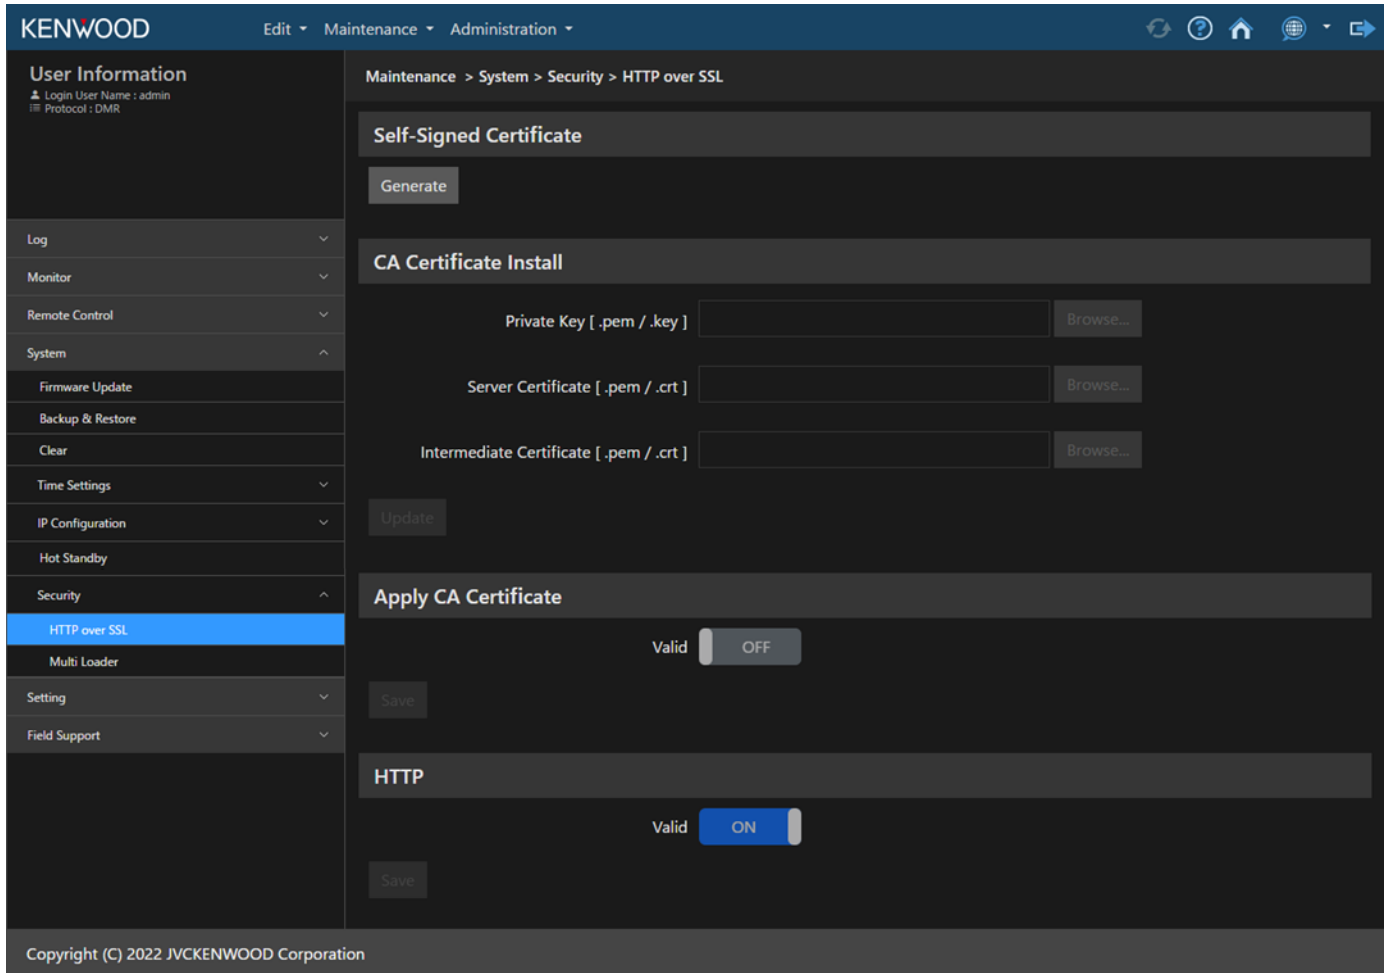 KENWOOD Edit Maintenance Administration
User Information
Login User Name : admin
Protocol : DMR
Log
Monitor
Remote Control
System
Firmware Update
Backup & Restore
Clear
Time Settings
IP Configuration
Hot Standby
Security
HTTP over SSL
Multi Loader
Setting
Field Support
Maintenance > System > Security > HTTP over SSL
Self-Signed Certificate
Generate
CA Certificate Install
Private Key [ .pem / .key ] Browse...
Server Certificate [ .pem / .crt ] Browse...
Intermediate Certificate [ .pem / .crt ] Browse...
Update
Apply CA Certificate
Valid OFF
Save
HTTP
Valid ON
Save
Copyright (C) 2022 JVCKENWOOD Corporation